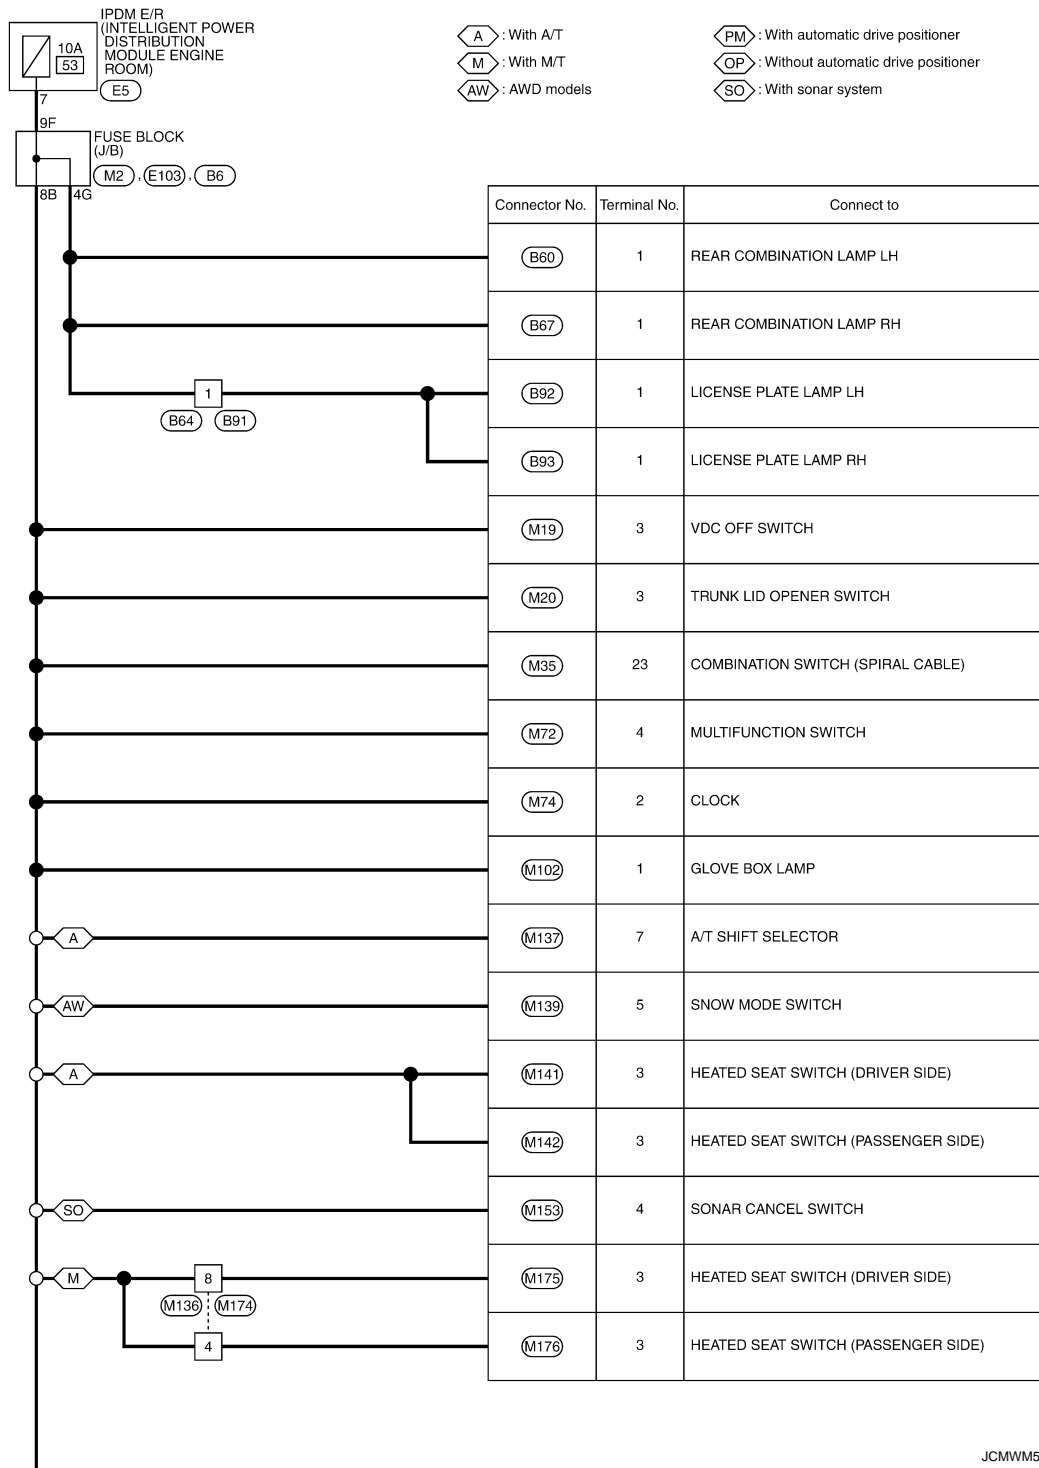 IPDM E/R
(INTELLIGENT POWER
DISTRIBUTION
MODULE ENGINE
ROOM)
10A
53
E5
7
9F
FUSE BLOCK
(J/B)
M2 , E103 , B6
8B 4G
A : With A/T
M : With M/T
AW : AWD models
PM : With automatic drive positioner
OP : Without automatic drive positioner
SO : With sonar system
Connector No. Terminal No. Connect to
B60 1 REAR COMBINATION LAMP LH
B67 1 REAR COMBINATION LAMP RH
1 B92 1 LICENSE PLATE LAMP LH
B64 B91
B93 1 LICENSE PLATE LAMP RH
M19 3 VDC OFF SWITCH
M20 3 TRUNK LID OPENER SWITCH
M35 23 COMBINATION SWITCH (SPIRAL CABLE)
M72 4 MULTIFUNCTION SWITCH
M74 2 CLOCK
M102 1 GLOVE BOX LAMP
A M137 7 A/T SHIFT SELECTOR
AW M139 5 SNOW MODE SWITCH
A M141 3 HEATED SEAT SWITCH (DRIVER SIDE)
M142 3 HEATED SEAT SWITCH (PASSENGER SIDE)
SO M153 4 SONAR CANCEL SWITCH
M 8 M175 3 HEATED SEAT SWITCH (DRIVER SIDE)
M136 M174
4 M176 3 HEATED SEAT SWITCH (PASSENGER SIDE)
JCMWM5